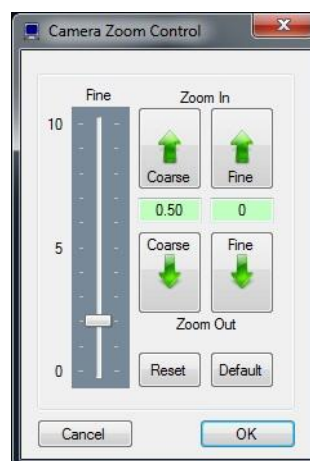 Camera Zoom Control
Fine
Zoom In
10
Coarse
Fine
0.50
0
5
Coarse
Fine
Zoom Out
0
Reset
Default
Cancel
OK